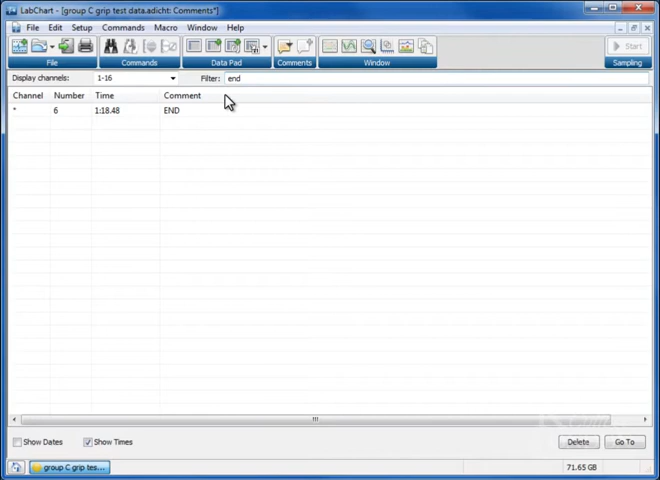 LabChart - [group C grip test data.adicht: Comments*]
File Edit Setup Commands Macro Window Help
Start
File Commands Data Pad Comments Window Sampling
Display channels: 1-16 Filter: end
Channel Number Time Comment
* 6 1:18.48 END
Show Dates Show Times Delete Go To
group C grip tes... 71.65 GB